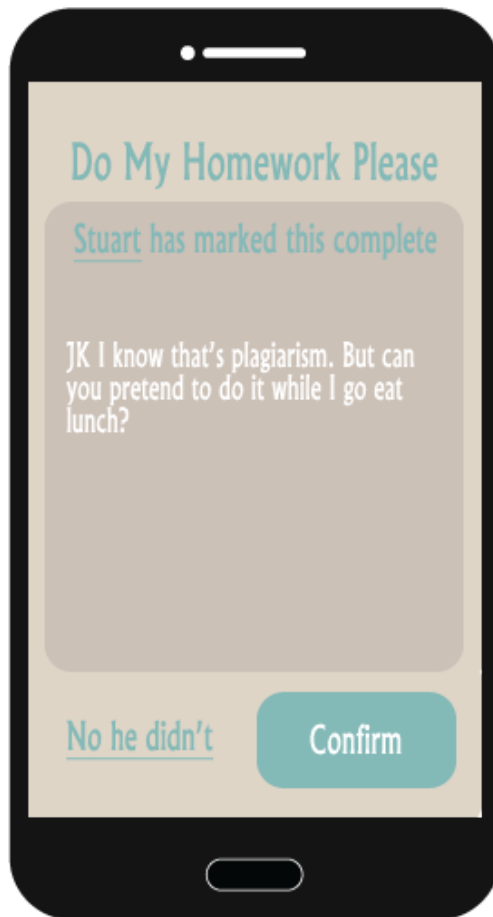 Do My Homework Please
Stuart has marked this complete
JK I know that's plagiarism. But can
you pretend to do it while I go eat
lunch?
No he didn't
Confirm